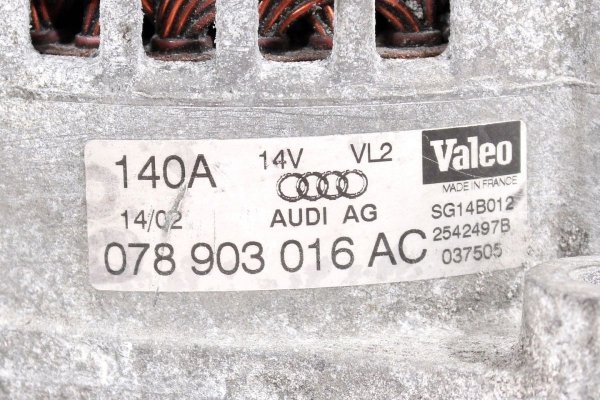 140A 14V VL2 Valeo
MADE IN FRANCE
14/02 AUDI AG SG14B012
2542497B
078 903 016 AC 037505